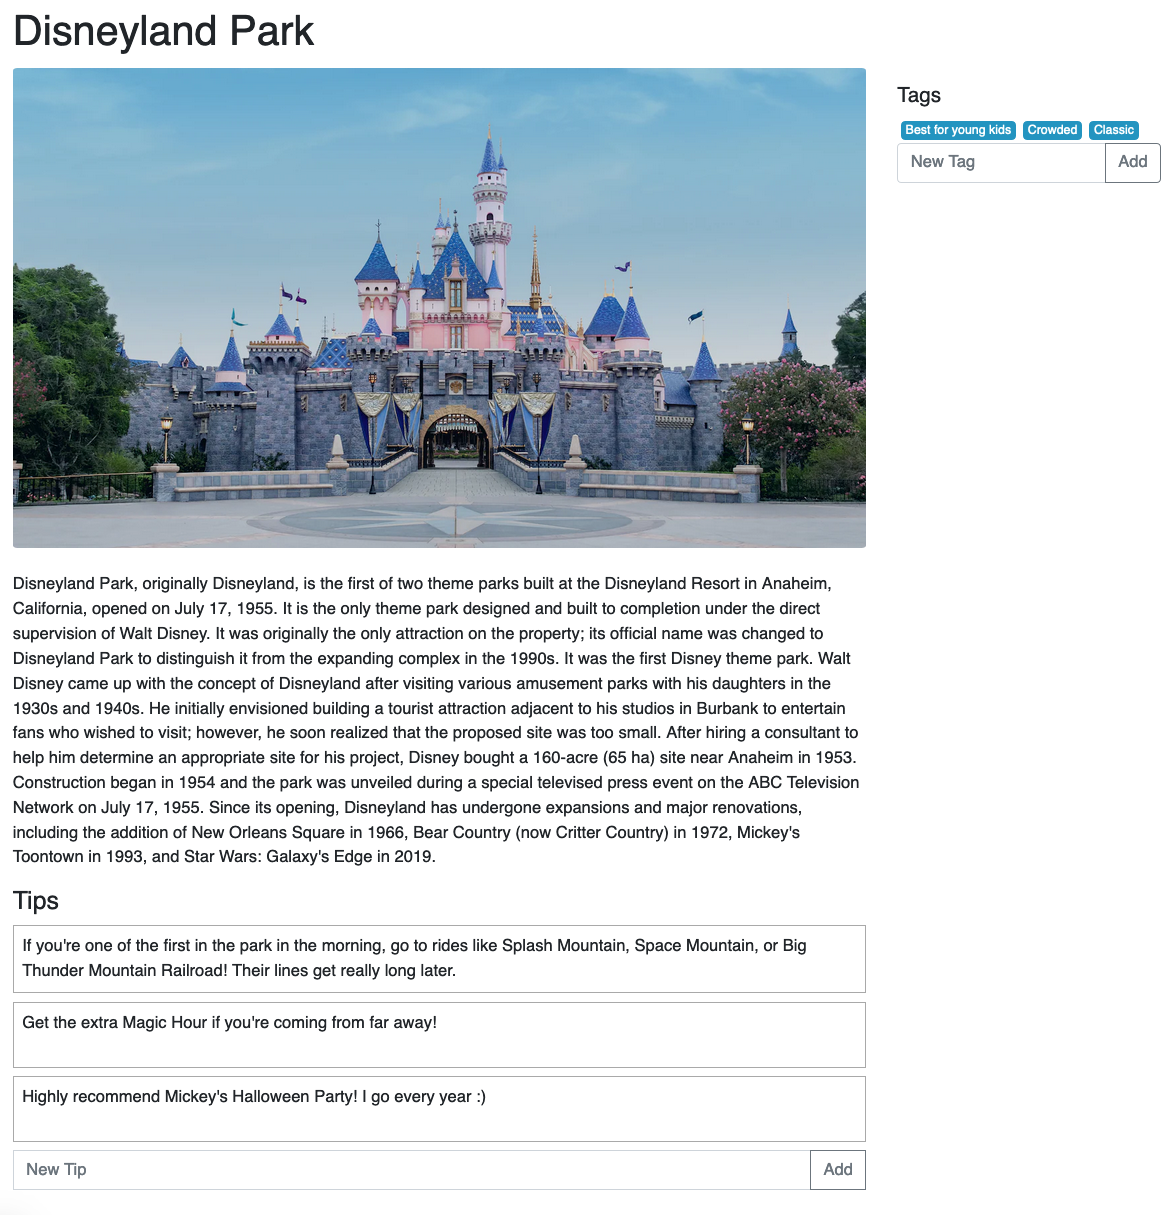 Disneyland Park
Tags
Best for young kids Crowded Classic
New Tag Add
Disneyland Park, originally Disneyland, is the first of two theme parks built at the Disneyland Resort in Anaheim,
California, opened on July 17, 1955. It is the only theme park designed and built to completion under the direct
supervision of Walt Disney. It was originally the only attraction on the property; its official name was changed to
Disneyland Park to distinguish it from the expanding complex in the 1990s. It was the first Disney theme park. Walt
Disney came up with the concept of Disneyland after visiting various amusement parks with his daughters in the
1930s and 1940s. He initially envisioned building a tourist attraction adjacent to his studios in Burbank to entertain
fans who wished to visit; however, he soon realized that the proposed site was too small. After hiring a consultant to
help him determine an appropriate site for his project, Disney bought a 160-acre (65 ha) site near Anaheim in 1953.
Construction began in 1954 and the park was unveiled during a special televised press event on the ABC Television
Network on July 17, 1955. Since its opening, Disneyland has undergone expansions and major renovations,
including the addition of New Orleans Square in 1966, Bear Country (now Critter Country) in 1972, Mickey's
Toontown in 1993, and Star Wars: Galaxy's Edge in 2019.
Tips
If you're one of the first in the park in the morning, go to rides like Splash Mountain, Space Mountain, or Big
Thunder Mountain Railroad! Their lines get really long later.
Get the extra Magic Hour if you're coming from far away!
Highly recommend Mickey's Halloween Party! I go every year :)
New Tip Add